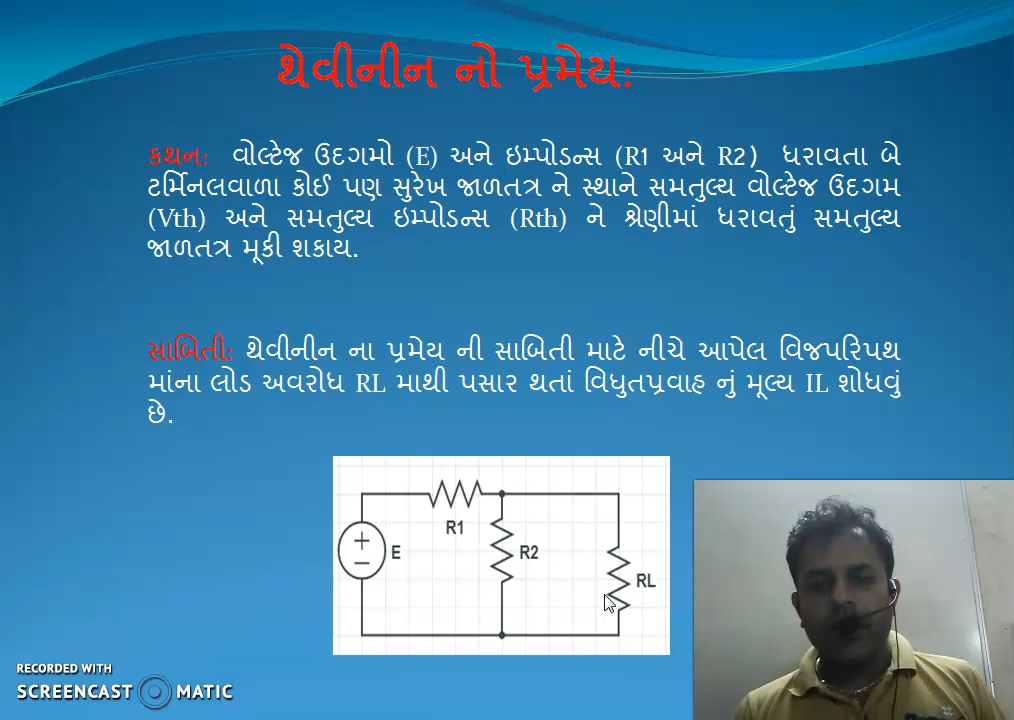 થેવીનીન નો પ્રમેય:
કથન: વોલ્ટેજ ઉદગમો (E) અને ઇમ્પોડન્સ (R1 અને R2) ધરાવતા બે
ટર્મિનલવાળા કોઈ પણ સુરેખ જાળતત્ર ને સ્થાને સમતુલ્ય વોલ્ટેજ ઉદગમ
(Vth) અને સમતુલ્ય ઇમ્પોડન્સ (Rth) ને શ્રેણીમાં ધરાવતું સમતુલ્ય
જાળતત્ર મૂકી શકાય.
સાબિતી: થેવીનીન ના પ્રમેય ની સાબિતી માટે નીચે આપેલ વિજપરિપથ
માંના લોડ અવરોધ RL માથી પસાર થતાં વિધુતપ્રવાહ નું મૂલ્ય IL શોધવું
છે.
R1
+
− E
R2
RL
RECORDED WITH
SCREENCAST MATIC